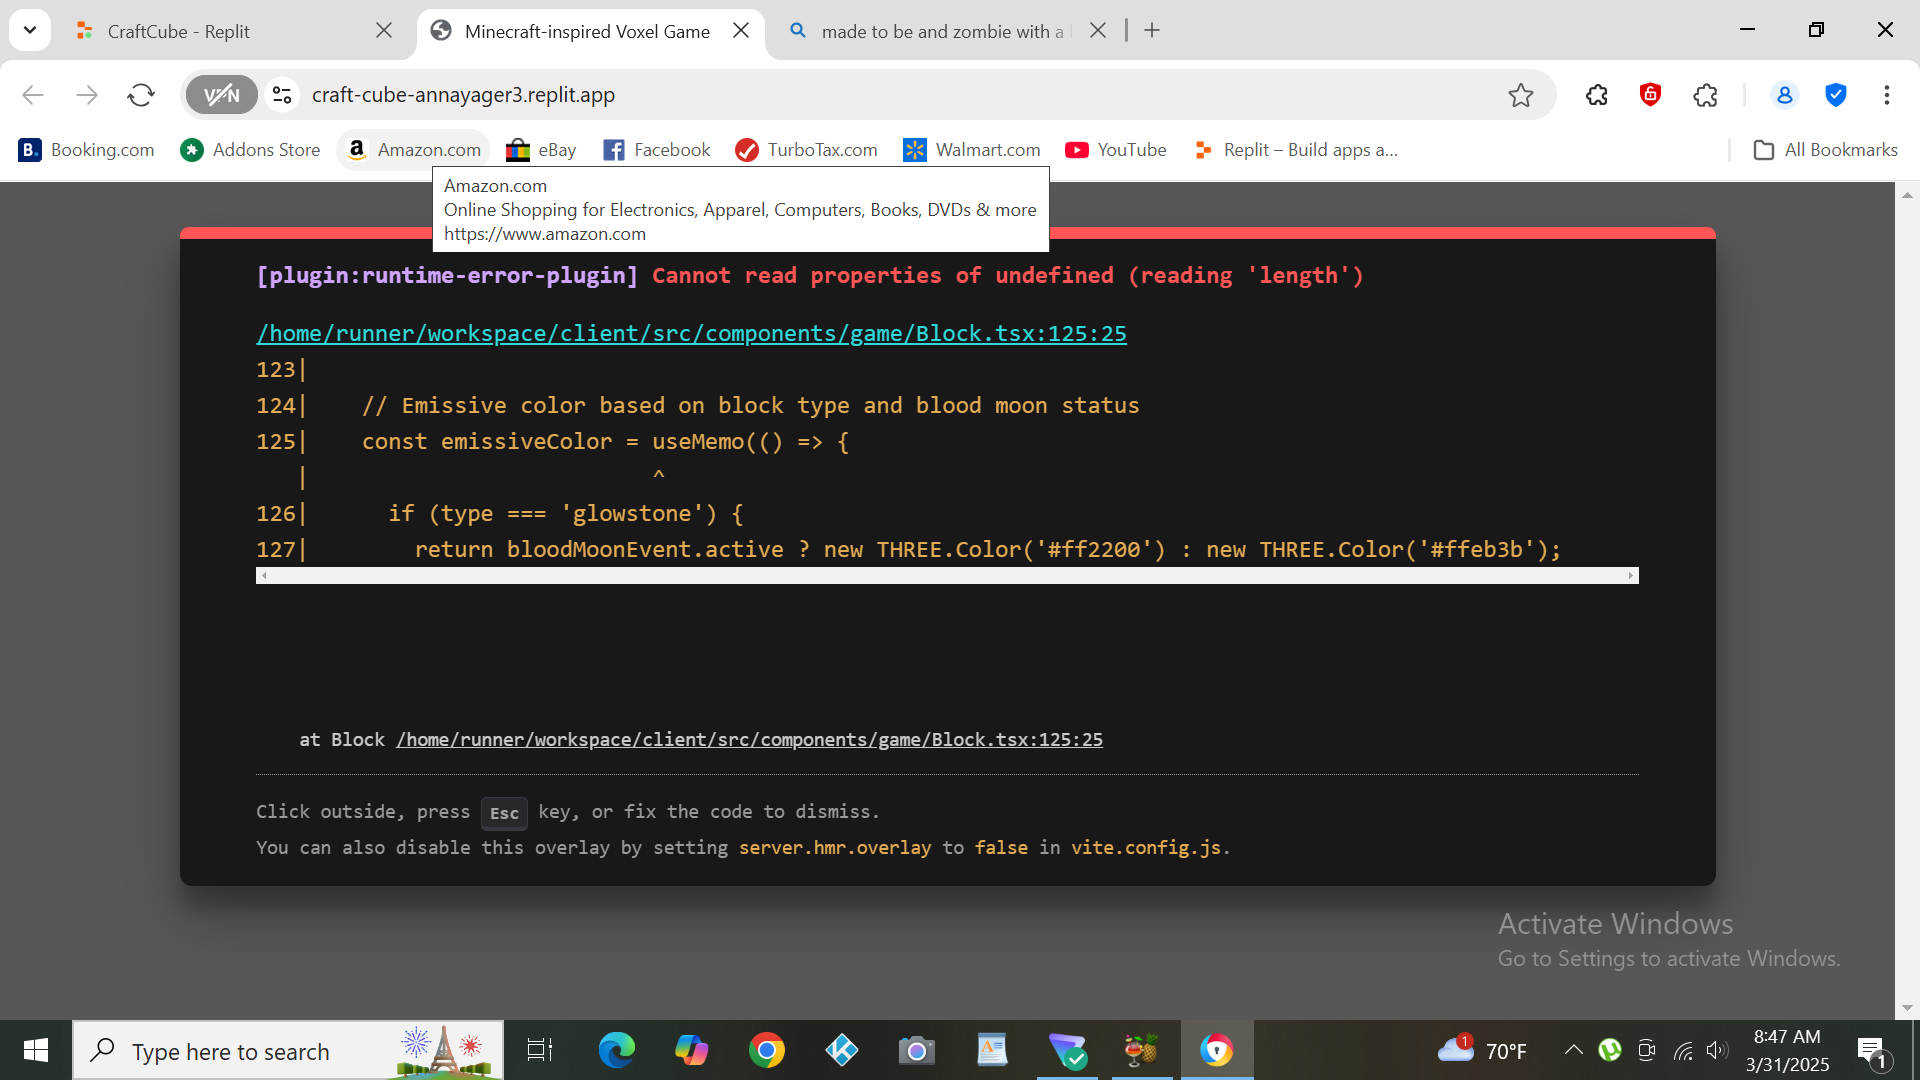 CraftCube - Replit
Minecraft-inspired Voxel Game
made to be and zombie with a
VPN
craft-cube-annayager3.replit.app
B. Booking.com
Addons Store
a Amazon.com
eBay
Facebook
TurboTax.com
Walmart.com
YouTube
Replit – Build apps a...
All Bookmarks
Amazon.com
Online Shopping for Electronics, Apparel, Computers, Books, DVDs & more
https://www.amazon.com
[plugin:runtime-error-plugin] Cannot read properties of undefined (reading 'length')
/home/runner/workspace/client/src/components/game/Block.tsx:125:25
123|
124|    // Emissive color based on block type and blood moon status
125|    const emissiveColor = useMemo(() => {
   |                          ^
126|      if (type === 'glowstone') {
127|        return bloodMoonEvent.active ? new THREE.Color('#ff2200') : new THREE.Color('#ffeb3b');
at Block /home/runner/workspace/client/src/components/game/Block.tsx:125:25
Click outside, press Esc key, or fix the code to dismiss.
You can also disable this overlay by setting server.hmr.overlay to false in vite.config.js.
Activate Windows
Go to Settings to activate Windows.
Type here to search
1
70°F
8:47 AM
3/31/2025
1